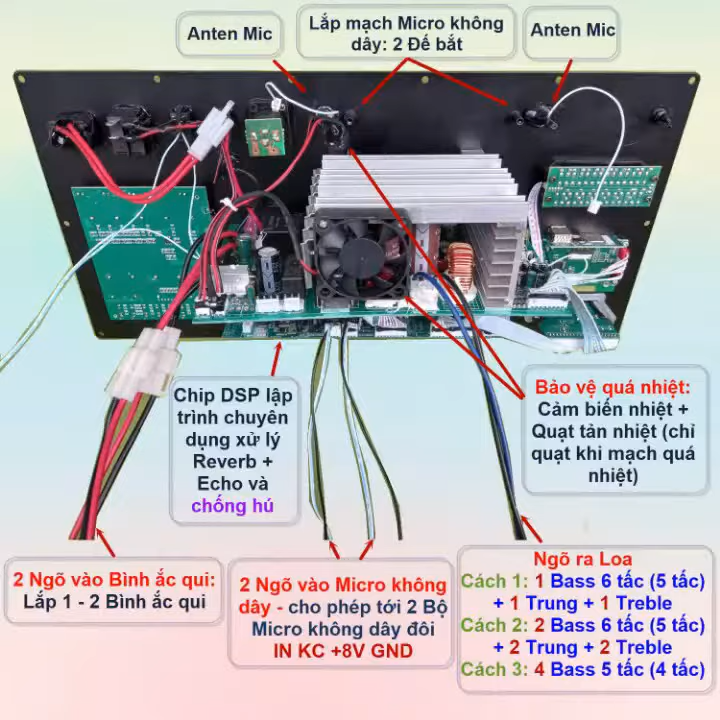 Anten Mic
Lắp mạch Micro không
dây: 2 Đế bắt
Anten Mic
Chip DSP lập
trình chuyên
dụng xử lý
Reverb +
Echo và
chống hú
Bảo vệ quá nhiệt:
Cảm biến nhiệt +
Quạt tản nhiệt (chỉ
quạt khi mạch quá
nhiệt)
2 Ngõ vào Bình ắc qui:
Lắp 1 - 2 Bình ắc qui
2 Ngõ vào Micro không
dây - cho phép tới 2 Bộ
Micro không dây đôi
IN KC +8V GND
Ngõ ra Loa
Cách 1: 1 Bass 6 tấc (5 tấc)
+ 1 Trung + 1 Treble
Cách 2: 2 Bass 6 tấc (5 tấc)
+ 2 Trung + 2 Treble
Cách 3: 4 Bass 5 tấc (4 tấc)